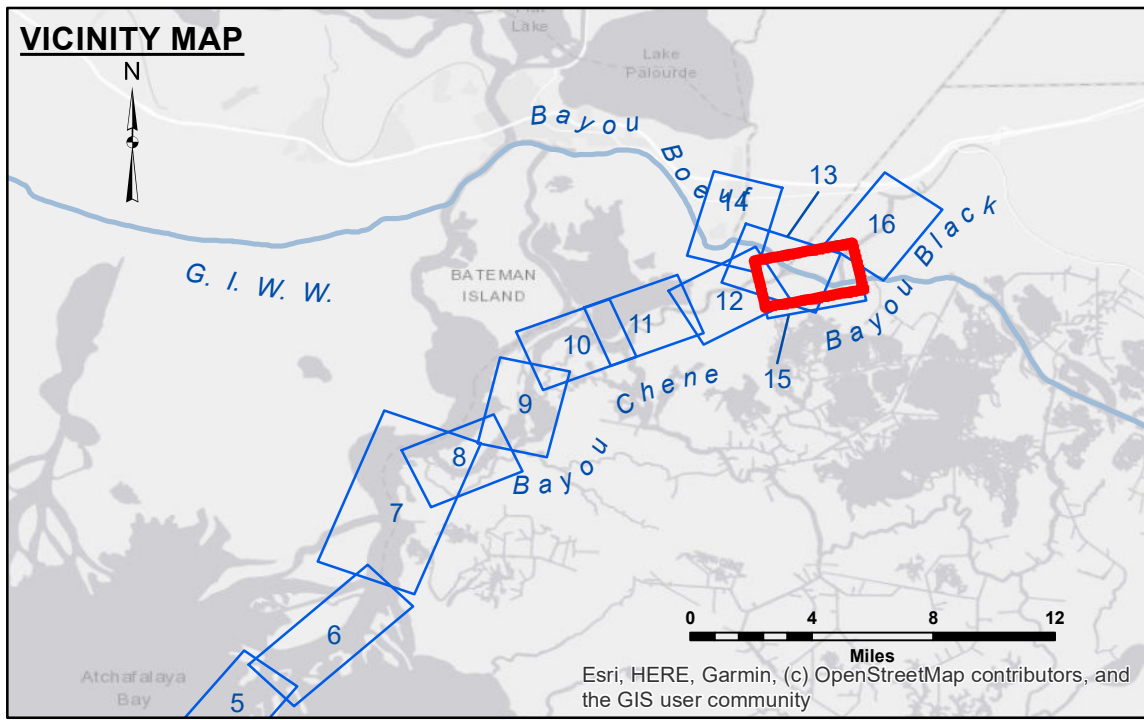 VICINITY MAP
N
Lake
Lake
Palourde
Bayou
Boeuf
13
14
16
G. I. W. W.
BATEMAN
ISLAND
Bayou Black
12
11
10
15
Chene
9
8
Bayou
7
6
Atchafalaya
Bay
5
0 4 8 12
Miles
Esri, HERE, Garmin, (c) OpenStreetMap contributors, and
the GIS user community